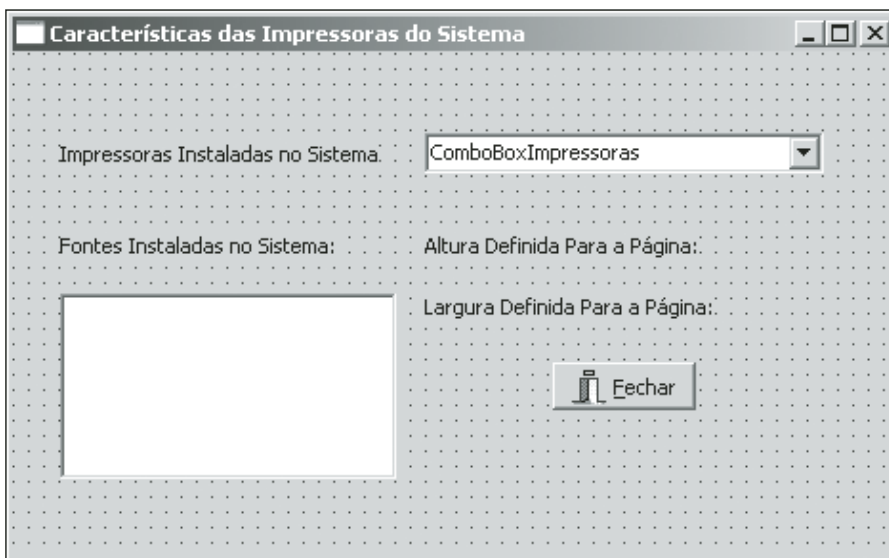 Características das Impressoras do Sistema
Impressoras Instaladas no Sistema
ComboBoxImpressoras
Fontes Instaladas no Sistema:
Altura Definida Para a Página:
Largura Definida Para a Página:
Fechar